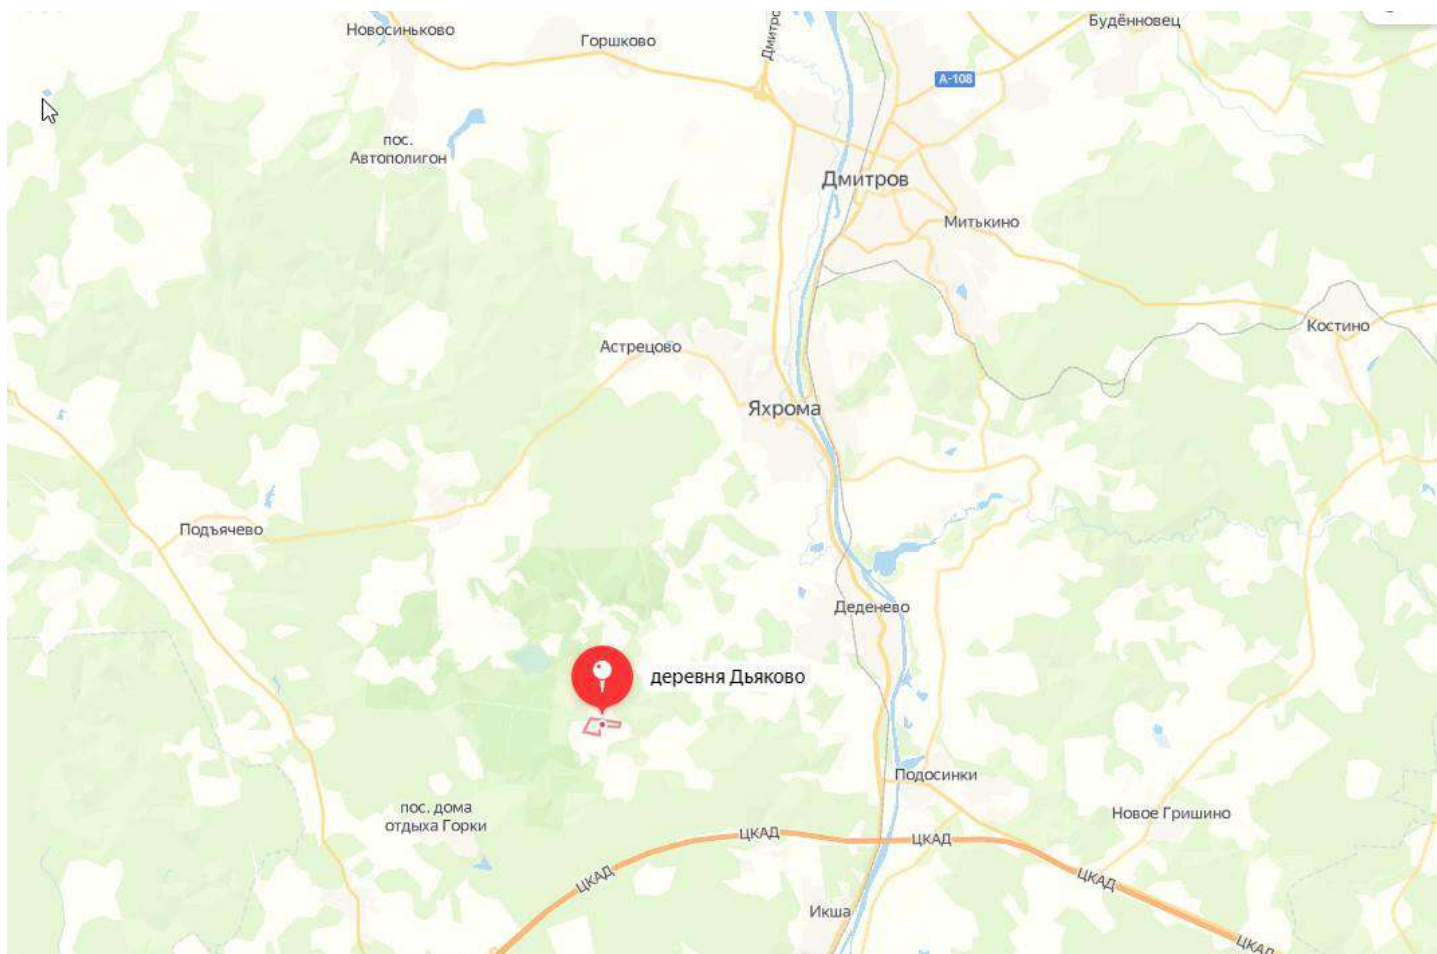 Будённовец
Новосиньково
Горшково
Дмитро
А-108
пос.
Автополигон
Дмитров
Митькино
Костино
Астрецово
Яхрома
Подъячево
Деденево
деревня Дьяково
Подосинки
пос. дома
отдыха Горки
Новое Гришино
ЦКАД
ЦКАД
ЦКАД
ЦКАД
Икша
ЦКАД